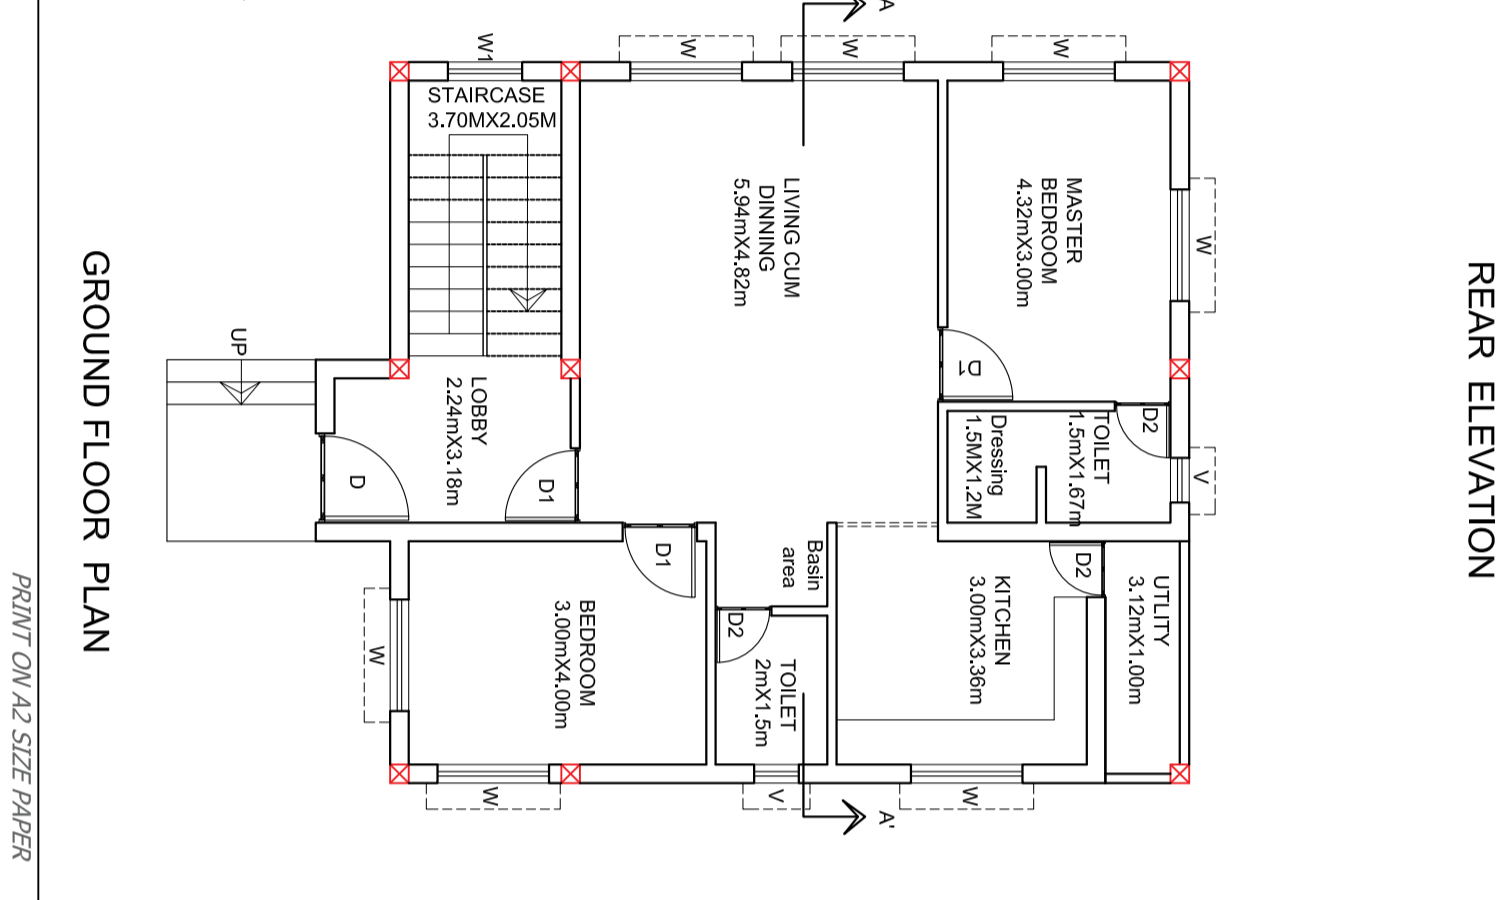 A
W1
W
W
W
STAIRCASE
3.70MX2.05M
LIVING CUM
DINNING
5.94mX4.82m
MASTER
BEDROOM
4.32mX3.00m
W
UP
LOBBY
2.24mX3.18m
D1
D2
Dressing
1.5MX1.2M
TOILET
1.5mX1.67m
V
D
D1
D1
Basin
area
D2
UTLITY
3.12mX1.00m
KITCHEN
3.00mX3.36m
BEDROOM
3.00mX4.00m
D2
TOILET
2mX1.5m
W
W
V
W
A'
GROUND FLOOR PLAN
REAR ELEVATION
PRINT ON A2 SIZE PAPER